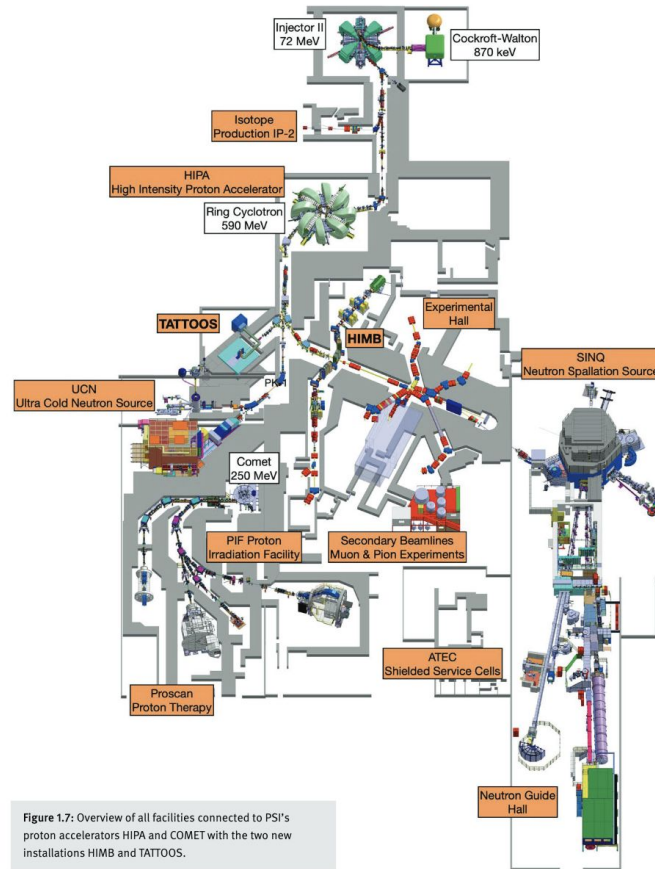 Injector II
72 MeV
Cockroft-Walton
870 keV
Isotope
Production IP-2
HIPA
High Intensity Proton Accelerator
Ring Cyclotron
590 MeV
Experimental
Hall
TATTOOS
HIMB
SINQ
Neutron Spallation Source
UCN
Ultra Cold Neutron Source
Comet
250 MeV
PIF Proton
Irradiation Facility
Secondary Beamlines
Muon & Pion Experiments
ATEC
Shielded Service Cells
Proscan
Proton Therapy
Neutron Guide
Hall
Figure 1.7: Overview of all facilities connected to PSI's
proton accelerators HIPA and COMET with the two new
installations HIMB and TATTOOS.